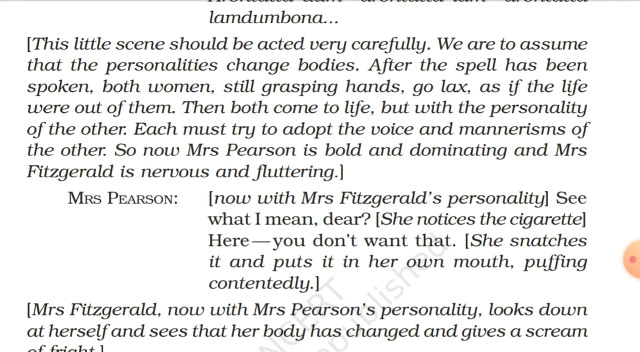 lamdumbona...
[This little scene should be acted very carefully. We are to assume
that the personalities change bodies. After the spell has been
spoken, both women, still grasping hands, go lax, as if the life
were out of them. Then both come to life, but with the personality
of the other. Each must try to adopt the voice and mannerisms of
the other. So now Mrs Pearson is bold and dominating and Mrs
Fitzgerald is nervous and fluttering.]
MRS PEARSON: [now with Mrs Fitzgerald's personality] See
what I mean, dear? [She notices the cigarette]
Here—you don't want that. [She snatches
it and puts it in her own mouth, puffing
contentedly.]
[Mrs Fitzgerald, now with Mrs Pearson's personality, looks down
at herself and sees that her body has changed and gives a scream
of fright.]